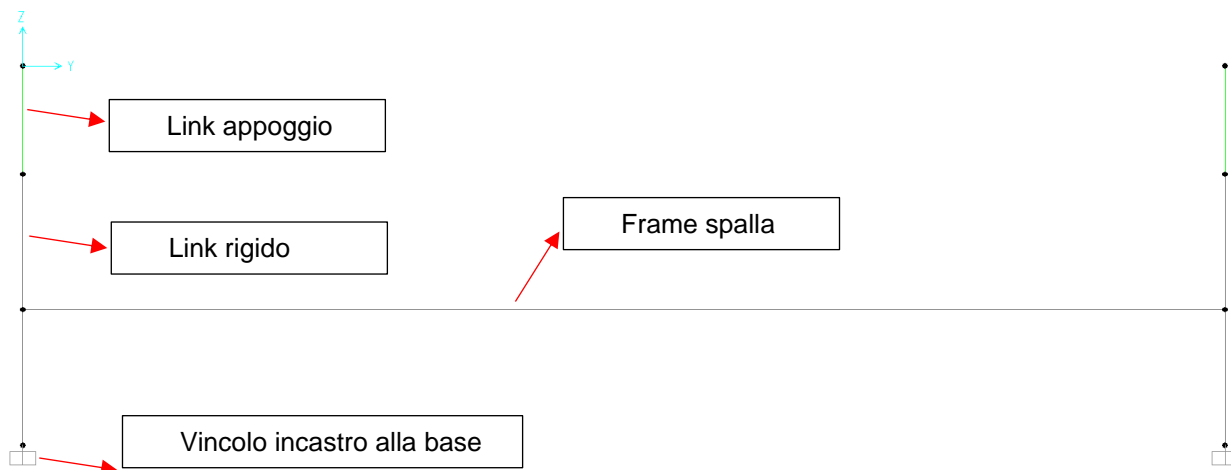 Z
Y
Link appoggio
Frame spalla
Link rigido
Vincolo incastro alla base